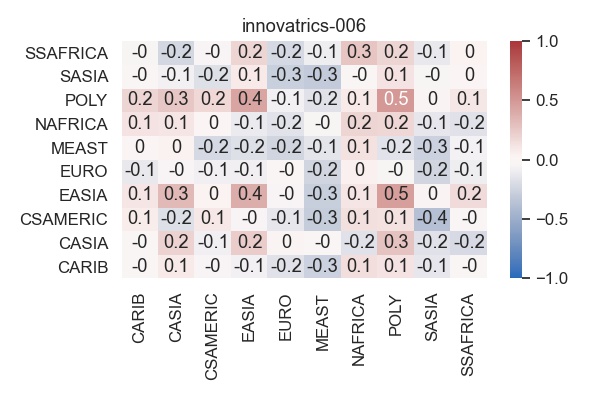 innovatrics-006
SSAFRICA -0 -0.2 -0 0.2 -0.2 -0.1 0.3 0.2 -0.1 0
SASIA -0 -0.1 -0.2 0.1 -0.3 -0.3 -0 0.1 -0 0
POLY 0.2 0.3 0.2 0.4 -0.1 -0.2 0.1 0.5 0 0.1
NAFRICA 0.1 0.1 0 -0.1 -0.2 -0 0.2 0.2 -0.1 -0.2
MEAST 0 0 -0.2 -0.2 -0.2 -0.1 0.1 -0.2 -0.3 -0.1
EURO -0.1 -0 -0.1 -0.1 -0 -0.2 0 -0 -0.2 -0.1
EASIA 0.1 0.3 0 0.4 -0 -0.3 0.1 0.5 0 0.2
CSAMERIC 0.1 -0.2 0.1 -0 -0.1 -0.3 0.1 0.1 -0.4 -0
CASIA -0 0.2 -0.1 0.2 0 -0 -0.2 0.3 -0.2 -0.2
CARIB -0 0.1 -0 -0.1 -0.2 -0.3 0.1 0.1 -0.1 -0
CARIB CASIA CSAMERIC EASIA EURO MEAST NAFRICA POLY SASIA SSAFRICA
1.0
0.5
0.0
−0.5
−1.0